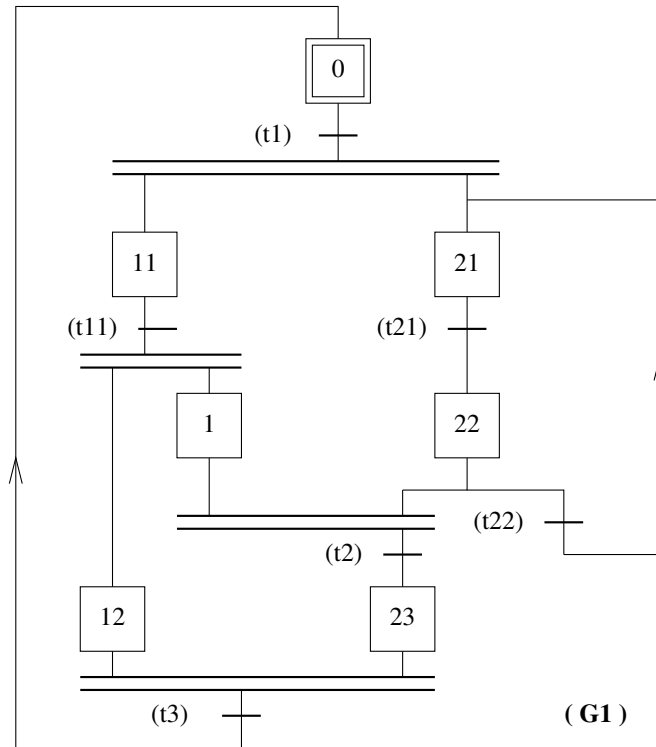 0
(t1)
11
21
(t11)
(t21)
1
22
(t22)
(t2)
12
23
(t3)
( G1 )